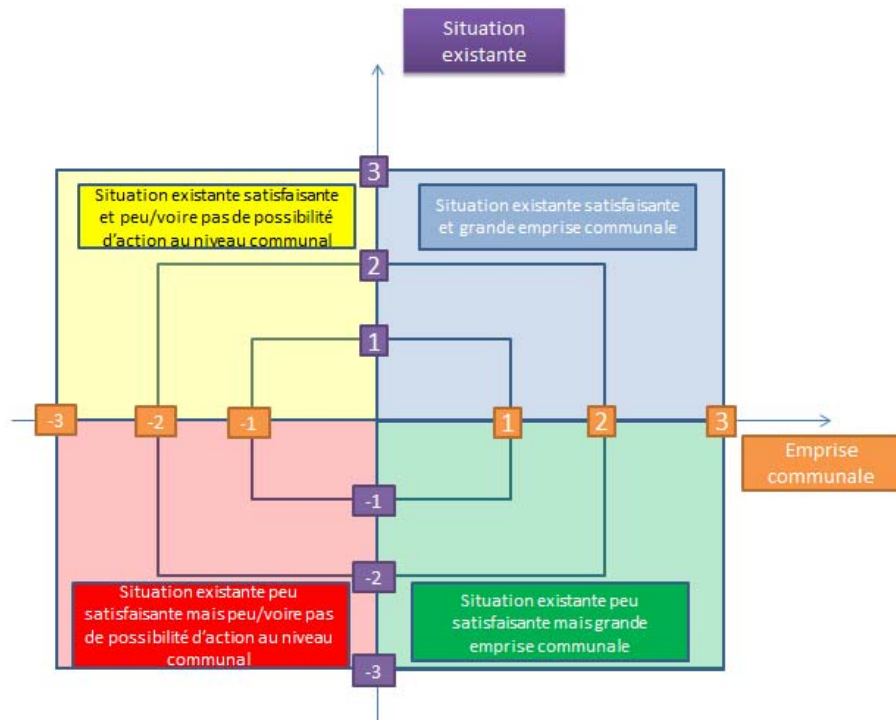 Situation
existante
3
Situation existante satisfaisante
et peu/voire pas de possibilité
d'action au niveau communal
Situation existante satisfaisante
et grande emprise communale
2
1
-3
-2
-1
1
2
3
Emprise
communale
-1
-2
Situation existante peu
satisfaisante mais peu/voire pas
de possibilité d'action au niveau
communal
Situation existante peu
satisfaisante mais grande
emprise communale
-3